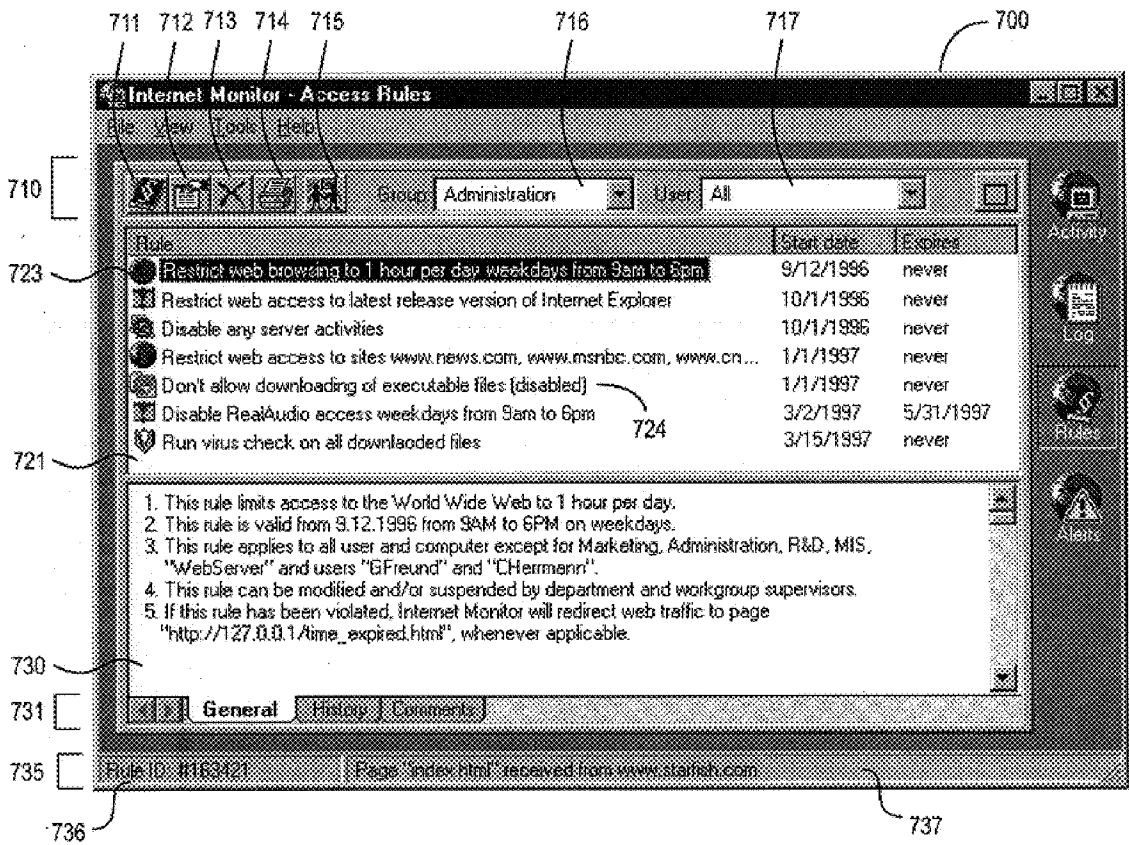 711 712 713 714 715 716 717 700
Internet Monitor - Access Rules
File View Tools Help
710
Group: Administration User: All
Activity
Rule Start date Expires
723
Restrict web browsing to 1 hour per day weekdays from 9am to 6pm 9/12/1996 never
Restrict web access to latest release version of Internet Explorer 10/1/1996 never
Disable any server activities 10/1/1996 never
Log
Restrict web access to sites www.news.com, www.msnbc.com, www.cn... 1/1/1997 never
Don't allow downloading of executable files (disabled) 1/1/1997 never
724
Disable RealAudio access weekdays from 9am to 6pm 3/2/1997 5/31/1997
Rules
Run virus check on all downlaoded files 3/15/1997 never
721
1. This rule limits access to the World Wide Web to 1 hour per day.
2. This rule is valid from 9.12.1996 from 9AM to 6PM on weekdays.
3. This rule applies to all user and computer except for Marketing, Administration, R&D, MIS,
"WebServer" and users "GFreund" and "CHerrmann".
4. This rule can be modified and/or suspended by department and workgroup supervisors.
5. If this rule has been violated, Internet Monitor will redirect web traffic to page
"http://127.0.0.1/time_expired.html", whenever applicable.
Alerts
730
731
General History Comments
735
Rule ID: #163421 Page "index.html" received from www.starfish.com
736 737